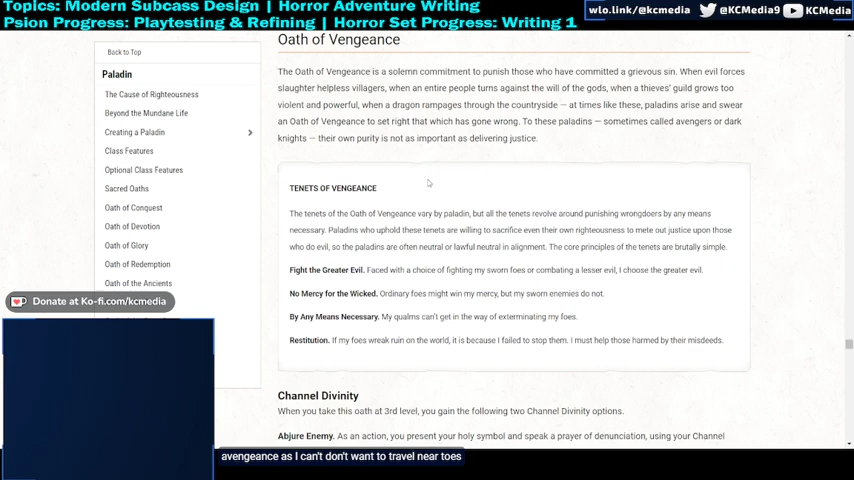 Topics: Modern Subcass Design | Horror Adventure Writing
Psion Progress: Playtesting & Refining | Horror Set Progress: Writing 1
wlo.link/@kcmedia @KCMedia9 KCMedia
Back to Top
Paladin
The Cause of Righteousness
Beyond the Mundane Life
Creating a Paladin
Class Features
Optional Class Features
Sacred Oaths
Oath of Conquest
Oath of Devotion
Oath of Glory
Oath of Redemption
Oath of the Ancients
Donate at Ko-fi.com/kcmedia
Oath of Vengeance
The Oath of Vengeance is a solemn commitment to punish those who have committed a grievous sin. When evil forces
slaughter helpless villagers, when an entire people turns against the will of the gods, when a thieves' guild grows too
violent and powerful, when a dragon rampages through the countryside — at times like these, paladins arise and swear
an Oath of Vengeance to set right that which has gone wrong. To these paladins — sometimes called avengers or dark
knights — their own purity is not as important as delivering justice.
TENETS OF VENGEANCE
The tenets of the Oath of Vengeance vary by paladin, but all the tenets revolve around punishing wrongdoers by any means
necessary. Paladins who uphold these tenets are willing to sacrifice even their own righteousness to mete out justice upon those
who do evil, so the paladins are often neutral or lawful neutral in alignment. The core principles of the tenets are brutally simple.
Fight the Greater Evil. Faced with a choice of fighting my sworn foes or combating a lesser evil, I choose the greater evil.
No Mercy for the Wicked. Ordinary foes might win my mercy, but my sworn enemies do not.
By Any Means Necessary. My qualms can't get in the way of exterminating my foes.
Restitution. If my foes wreak ruin on the world, it is because I failed to stop them. I must help those harmed by their misdeeds.
Channel Divinity
When you take this oath at 3rd level, you gain the following two Channel Divinity options.
Abjure Enemy. As an action, you present your holy symbol and speak a prayer of denunciation, using your Channel
avengeance as I can't don't want to travel near toes